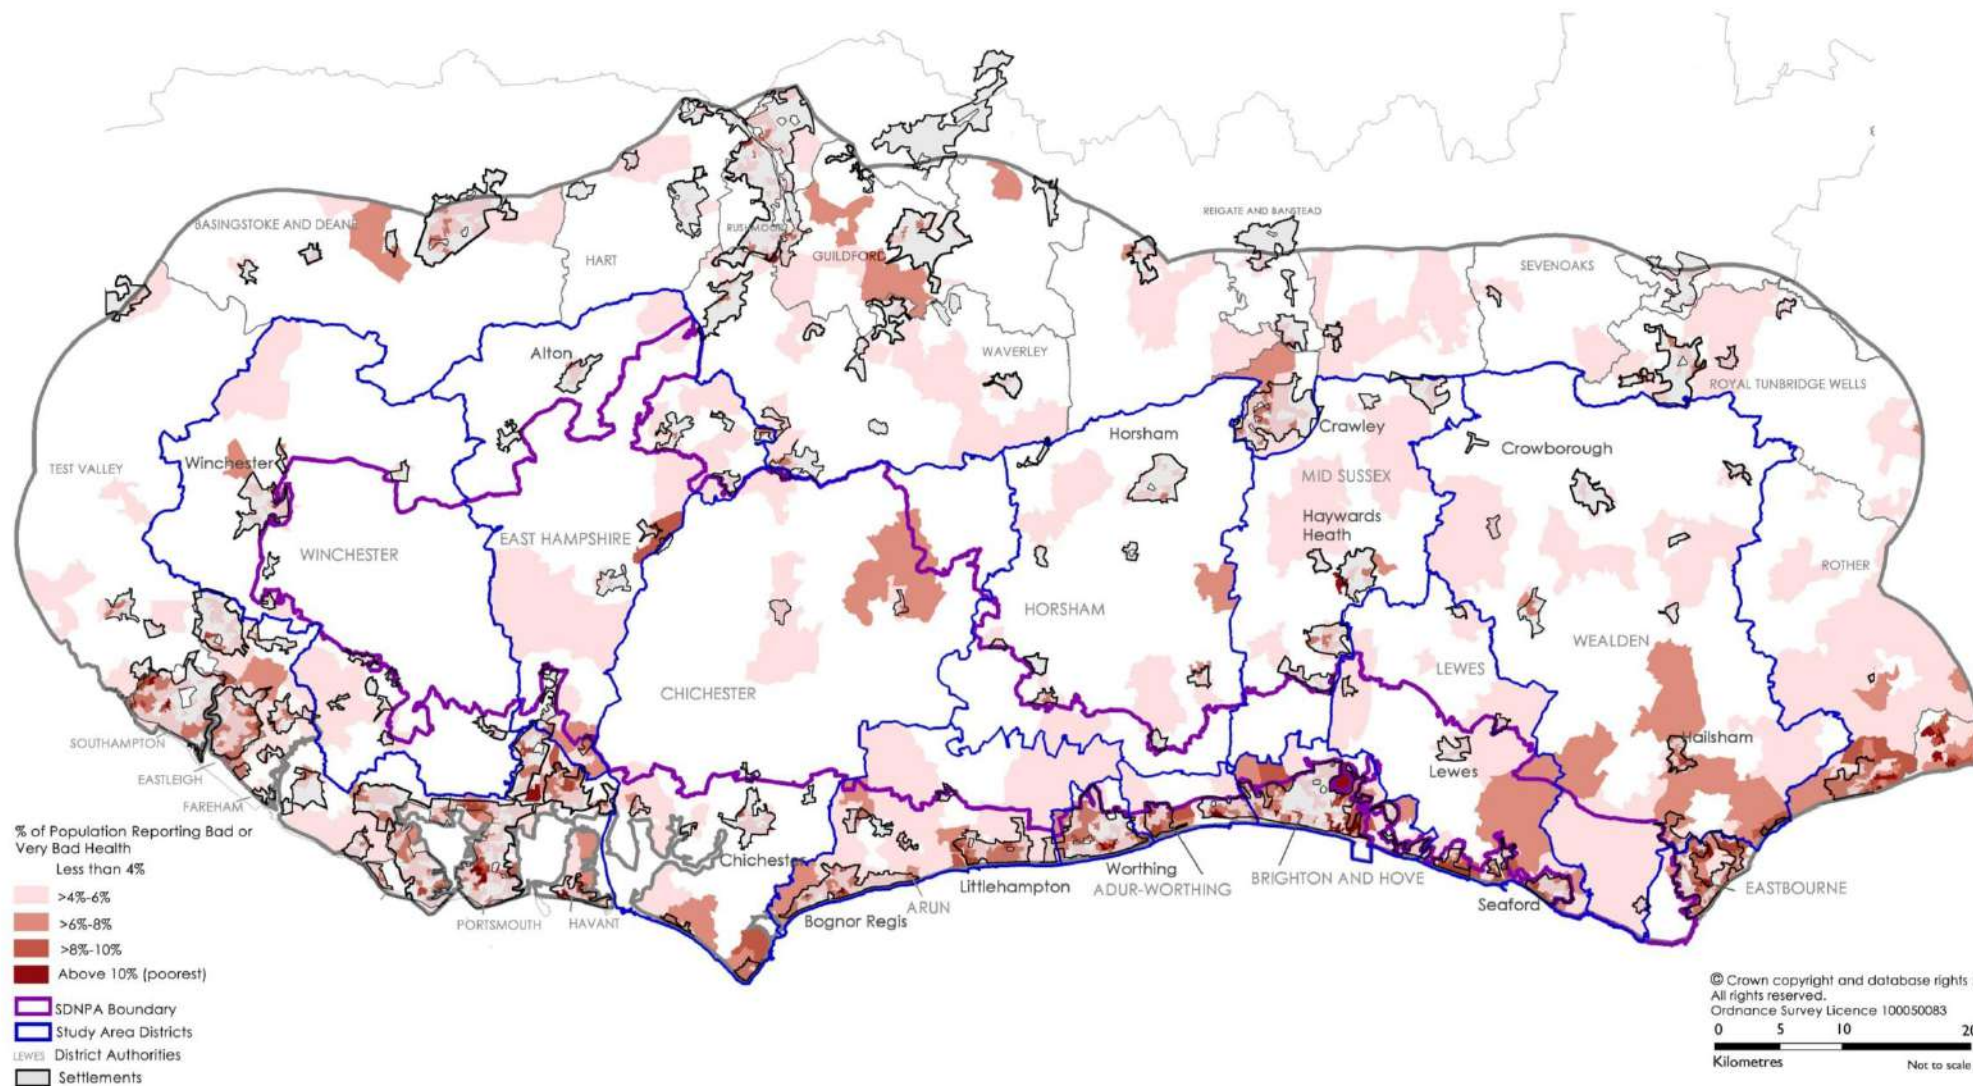 BASINGSTOKE AND DEANE
HART
RUSHMOOR
GUILDFORD
REIGATE AND BANSTEAD
SEVENOAKS
Alton
WAVERLEY
ROYAL TUNBRIDGE WELLS
TEST VALLEY
Winchester
Horsham
Crawley
Crowborough
MID SUSSEX
Haywards
Heath
WINCHESTER
EAST HAMPSHIRE
ROTHER
HORSHAM
WEALDEN
LEWES
CHICHESTER
SOUTHAMPTON
EASTLEIGH
FAREHAM
Hailsham
Lewes
Chichester
Worthing
ADUR-WORTHING
BRIGHTON AND HOVE
Littlehampton
EASTBOURNE
Seaford
ARUN
Bognor Regis
PORTSMOUTH
HAVANT
% of Population Reporting Bad or
Very Bad Health
Less than 4%
>4%-6%
>6%-8%
>8%-10%
Above 10% (poorest)
SDNPA Boundary
Study Area Districts
LEWES District Authorities
Settlements
© Crown copyright and database rights
All rights reserved.
Ordnance Survey Licence 100050083
0 5 10 20
Kilometres
Not to scale